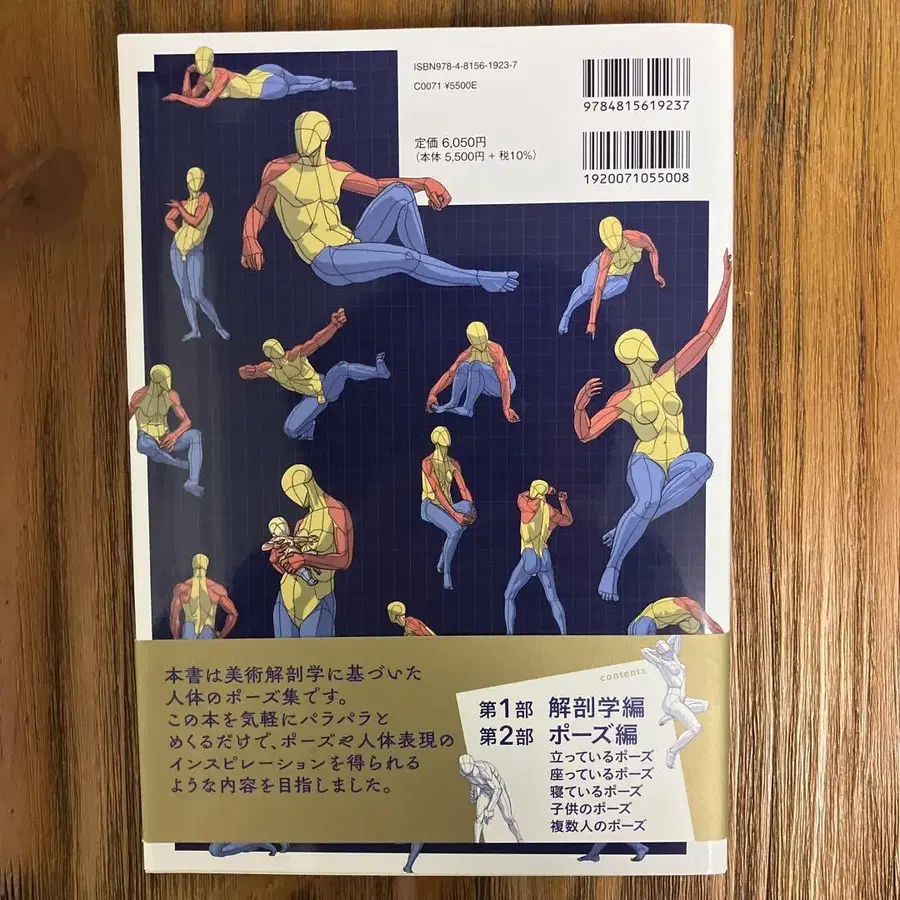 ISBN978-4-8156-1923-7
C0071 ¥5500E
9784815619237
定価 6,050円
（本体 5,500円 + 税10%）
1920071055008
本書は美術解剖学に基づいた
人体のポーズ集です。
この本を気軽にパラパラと
めくるだけで、ポーズや人体表現の
インスピレーションを得られる
ような内容を目指しました。
contents
第1部 解剖学編
第2部 ポーズ編
立っているポーズ
座っているポーズ
寝ているポーズ
子供のポーズ
複数人のポーズ